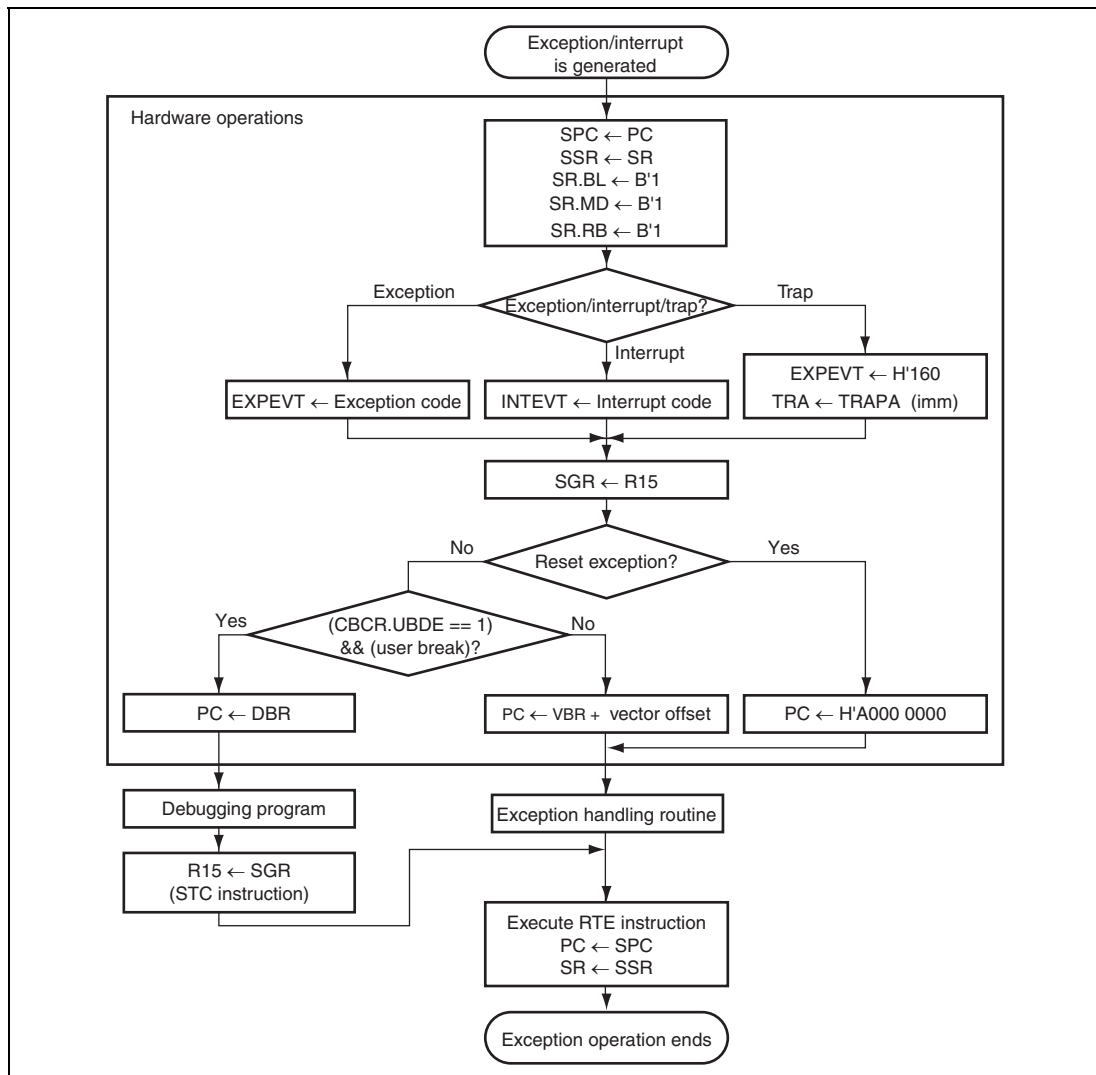 Exception/interrupt
is generated
Hardware operations
SPC ← PC
SSR ← SR
SR.BL ← B'1
SR.MD ← B'1
SR.RB ← B'1
Exception
Exception/interrupt/trap?
Trap
Interrupt
EXPEVT ← Exception code
INTEVT ← Interrupt code
EXPEVT ← H'160
TRA ← TRAPA (imm)
SGR ← R15
No
Reset exception?
Yes
Yes
(CBCR.UBDE == 1)
&& (user break)?
No
PC ← DBR
PC ← VBR + vector offset
PC ← H'A000 0000
Debugging program
Exception handling routine
R15 ← SGR
(STC instruction)
Execute RTE instruction
PC ← SPC
SR ← SSR
Exception operation ends